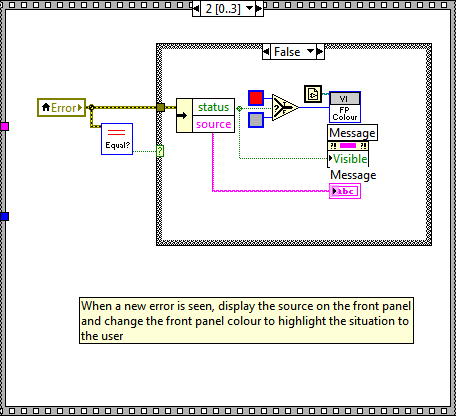 2 [0..3]
False
Error
status
source
Equal?
?
?
T
F
VI
FP
Colour
Message
?! ?!
Visible
Message
abc
When a new error is seen, display the source on the front panel
and change the front panel colour to highlight the situation to
the user